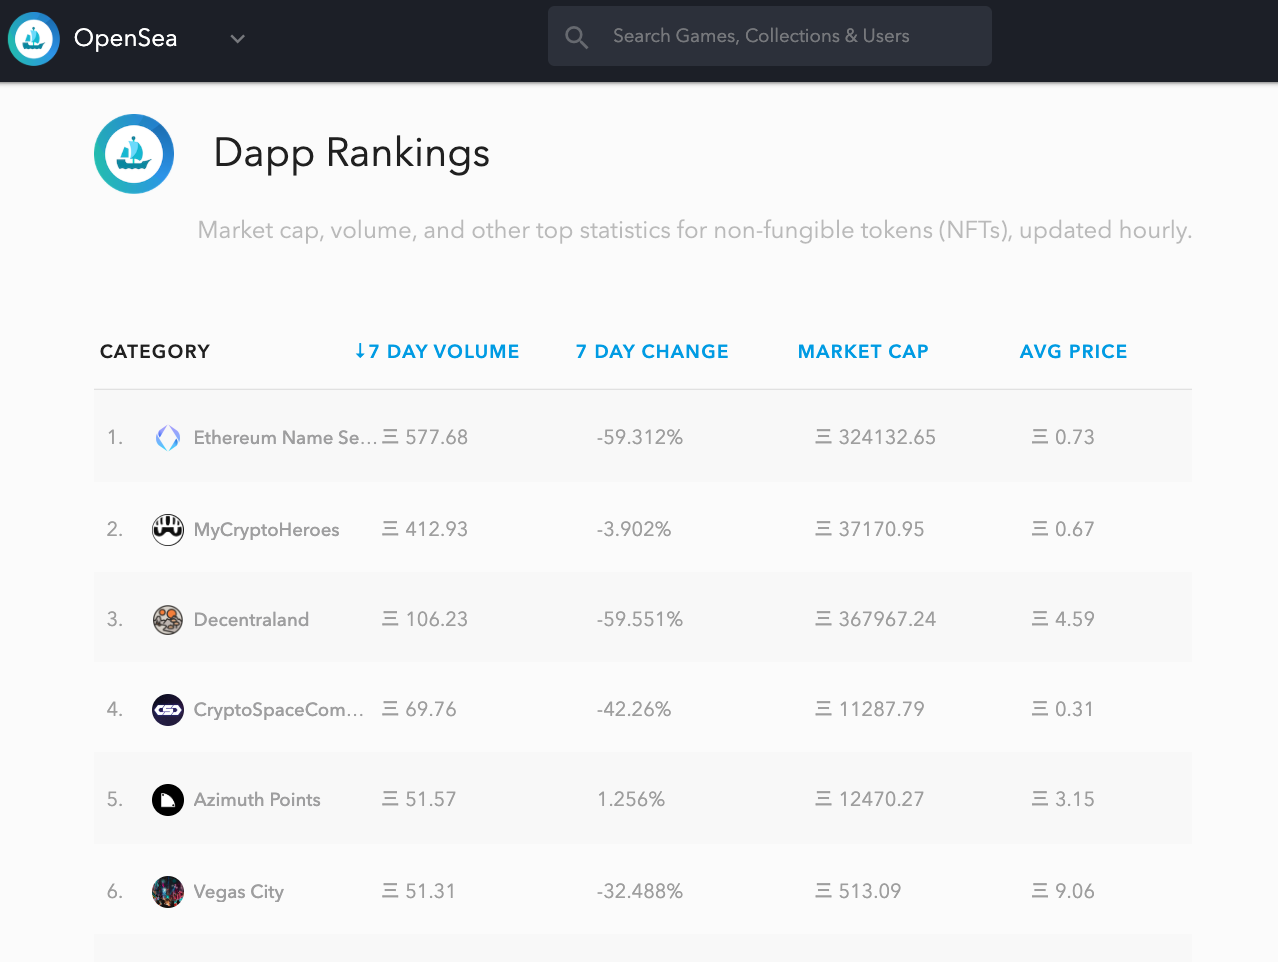 OpenSea
Search Games, Collections & Users
Dapp Rankings
Market cap, volume, and other top statistics for non-fungible tokens (NFTs), updated hourly.
CATEGORY ↓7 DAY VOLUME 7 DAY CHANGE MARKET CAP AVG PRICE
1. Ethereum Name Se... Ξ 577.68 -59.312% Ξ 324132.65 Ξ 0.73
2. MyCryptoHeroes Ξ 412.93 -3.902% Ξ 37170.95 Ξ 0.67
3. Decentraland Ξ 106.23 -59.551% Ξ 367967.24 Ξ 4.59
4. CryptoSpaceCom... Ξ 69.76 -42.26% Ξ 11287.79 Ξ 0.31
5. Azimuth Points Ξ 51.57 1.256% Ξ 12470.27 Ξ 3.15
6. Vegas City Ξ 51.31 -32.488% Ξ 513.09 Ξ 9.06